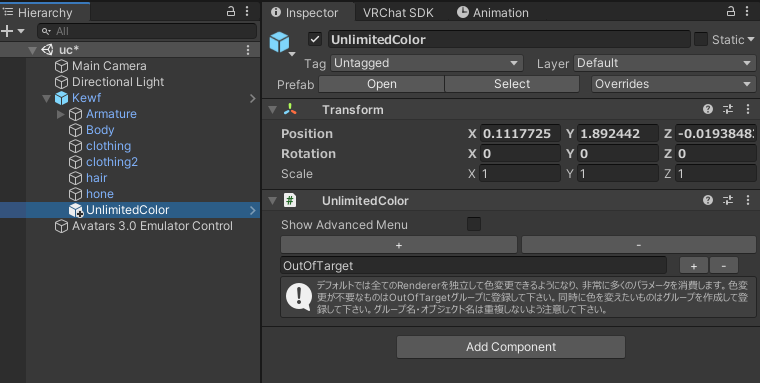 Hierarchy
All
uc*
Main Camera
Directional Light
Kewf
Armature
Body
clothing
clothing2
hair
hone
UnlimitedColor
Avatars 3.0 Emulator Control
Inspector VRChat SDK Animation
UnlimitedColor Static
Tag Untagged Layer Default
Prefab Open Select Overrides
Transform
Position X 0.1117725 Y 1.892442 Z -0.0193848
Rotation X 0 Y 0 Z 0
Scale X 1 Y 1 Z 1
UnlimitedColor
Show Advanced Menu
+ -
OutOfTarget + -
デフォルトでは全てのRendererを独立して色変更できるようになり、非常に多くのパラメータを消費します。色変
更が不要なものはOutOfTargetグループに登録して下さい。同時に色を変えたいものはグループを作成して登
録して下さい。グループ名・オブジェクト名は重複しないよう注意して下さい。
Add Component